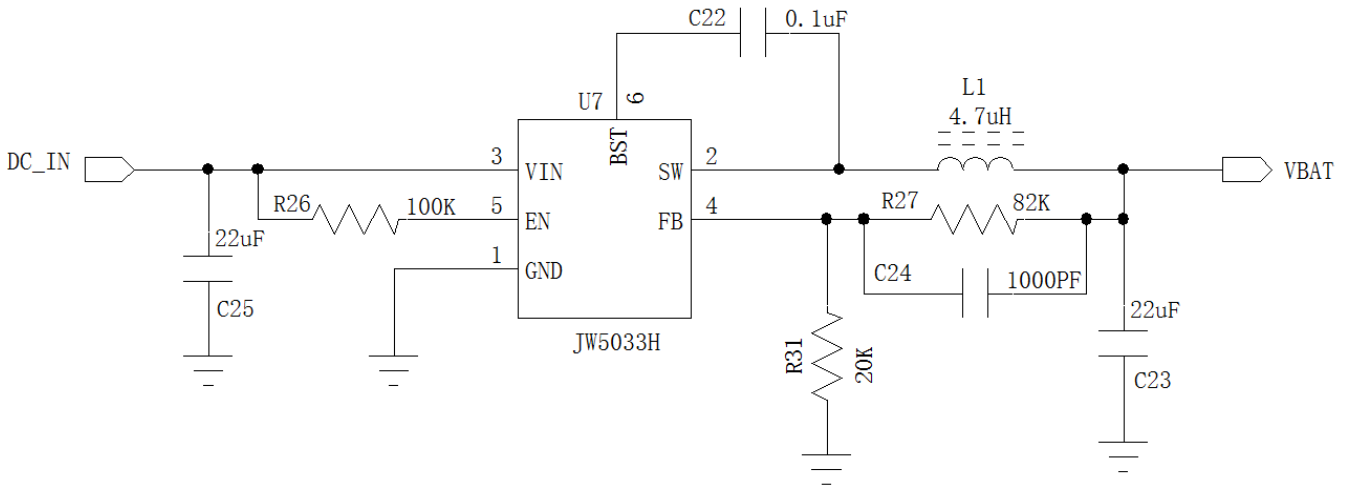 C22 0.1uF
L1
4.7uH
U7
6
BST
DC_IN
3
VIN
SW
2
VBAT
R26
100K
5
EN
FB
4
R27
82K
22uF
1
GND
C24
1000PF
C25
22uF
JW5033H
R31
20K
C23